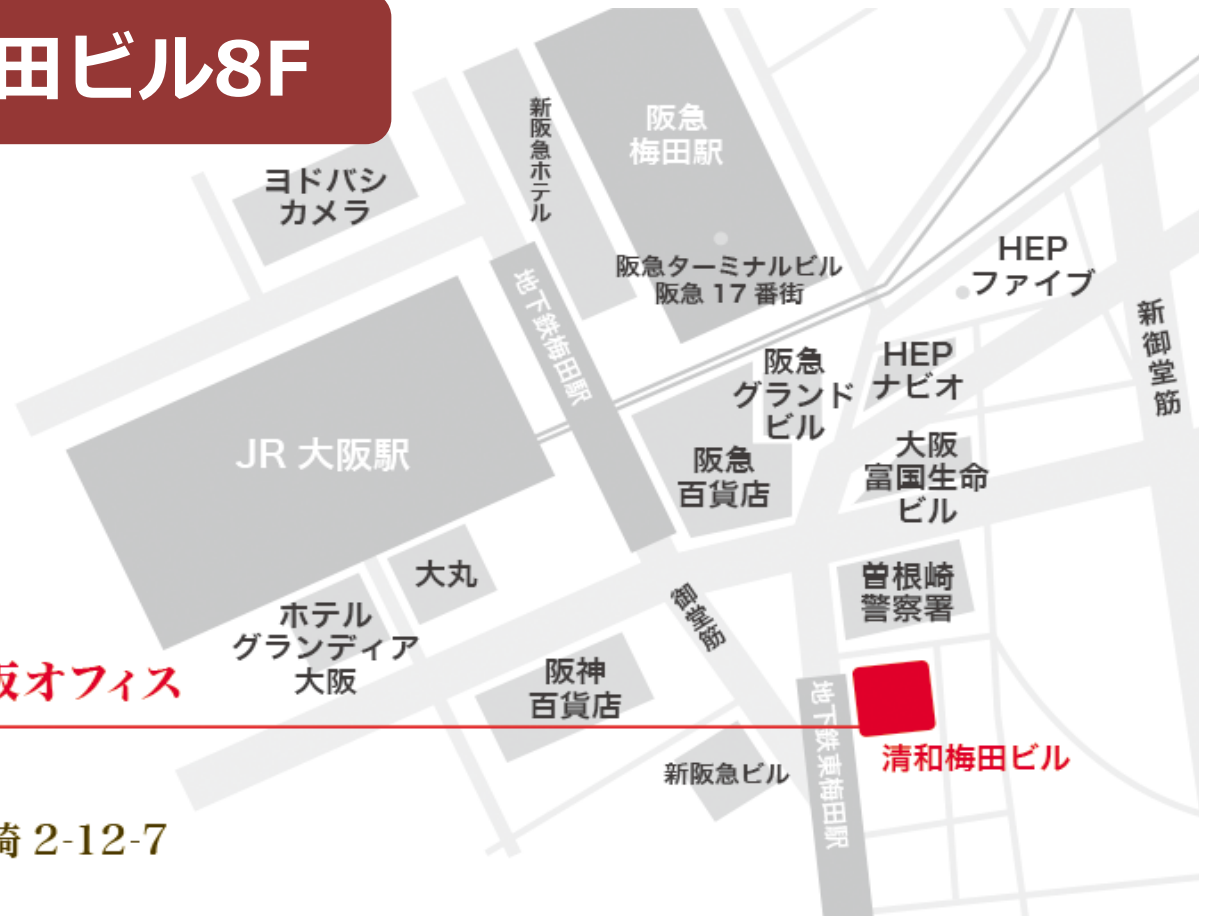 田ビル8F
新阪急ホテル
阪急
梅田駅
ヨドバシ
カメラ
HEP
ファイブ
阪急ターミナルビル
阪急 17 番街
地下鉄梅田駅
新御堂筋
阪急
グランド
ビル
HEP
ナビオ
JR 大阪駅
阪急
百貨店
大阪
富国生命
ビル
大丸
曽根崎
警察署
御堂筋
ホテル
グランディア
大阪
阪神
百貨店
阪オフィス
地下鉄東梅田駅
清和梅田ビル
新阪急ビル
崎 2-12-7